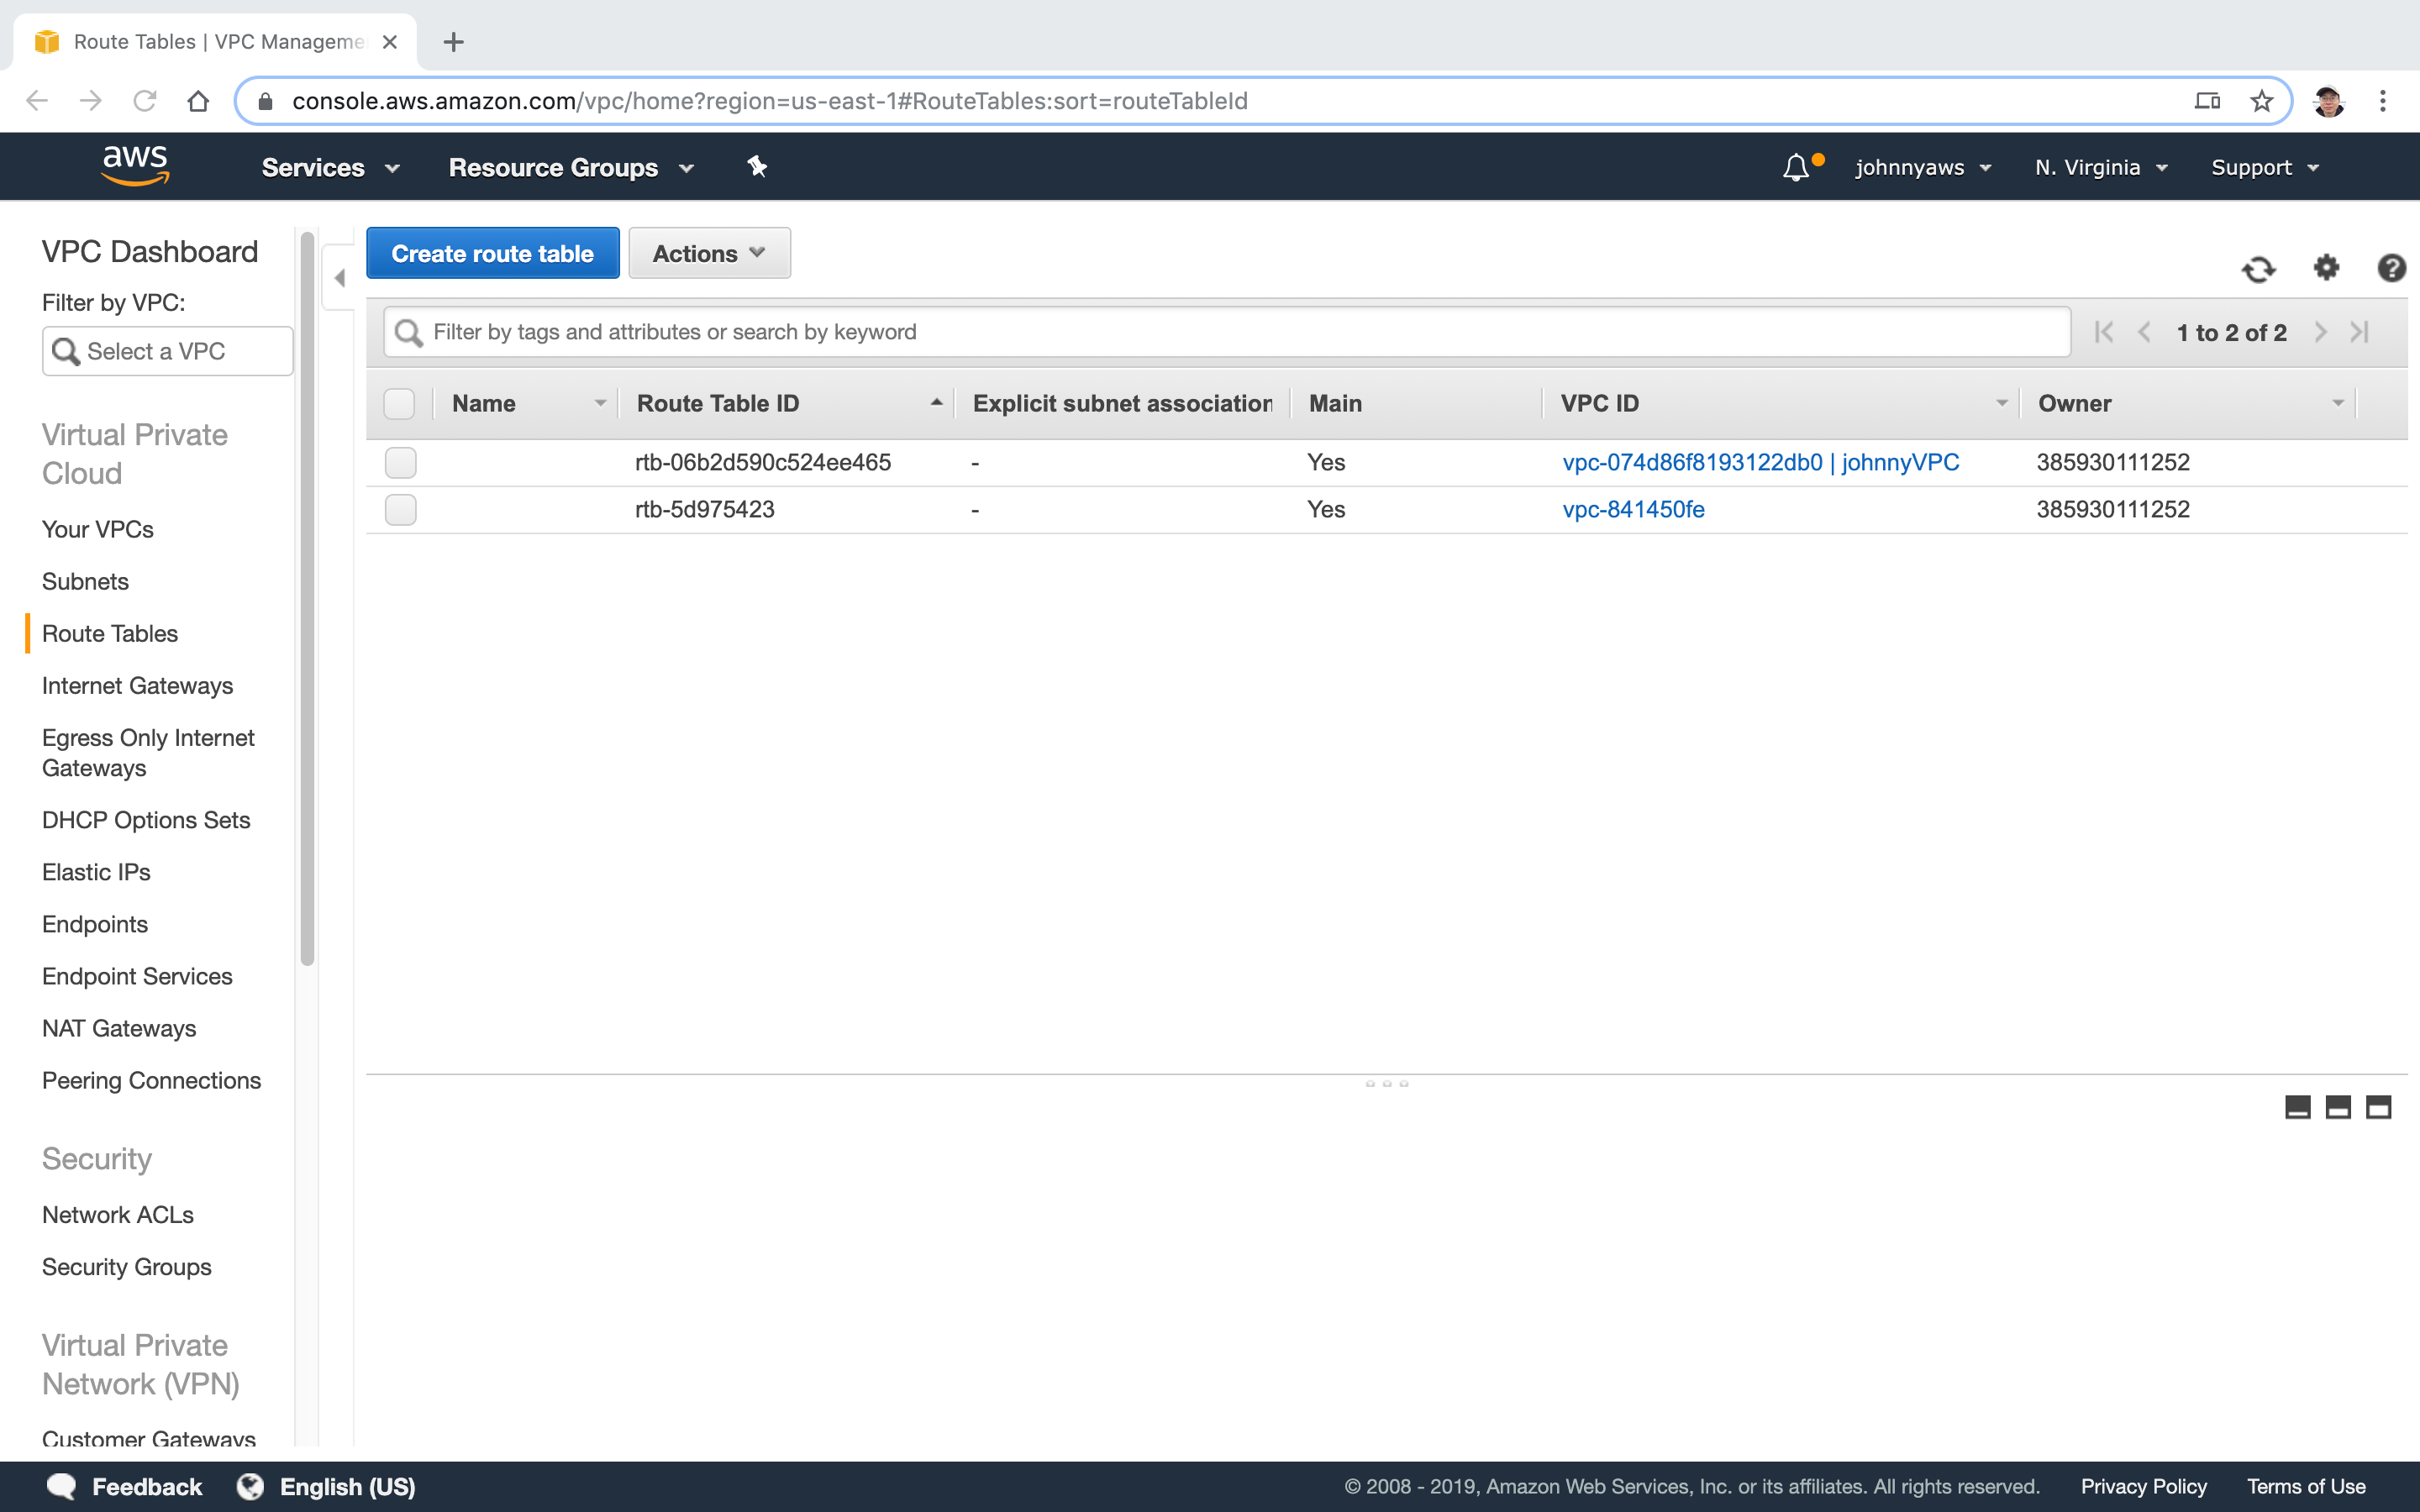 Route Tables | VPC Manageme
console.aws.amazon.com/vpc/home?region=us-east-1#RouteTables:sort=routeTableId
aws Services Resource Groups johnnyaws N. Virginia Support
VPC Dashboard
Filter by VPC:
Select a VPC
Virtual Private
Cloud
Your VPCs
Subnets
Route Tables
Internet Gateways
Egress Only Internet
Gateways
DHCP Options Sets
Elastic IPs
Endpoints
Endpoint Services
NAT Gateways
Peering Connections
Security
Network ACLs
Security Groups
Virtual Private
Network (VPN)
Customer Gateways
Create route table Actions
Filter by tags and attributes or search by keyword 1 to 2 of 2
Name Route Table ID Explicit subnet association Main VPC ID Owner
rtb-06b2d590c524ee465 - Yes vpc-074d86f8193122db0 | johnnyVPC 385930111252
rtb-5d975423 - Yes vpc-841450fe 385930111252
Feedback English (US) © 2008 - 2019, Amazon Web Services, Inc. or its affiliates. All rights reserved. Privacy Policy Terms of Use